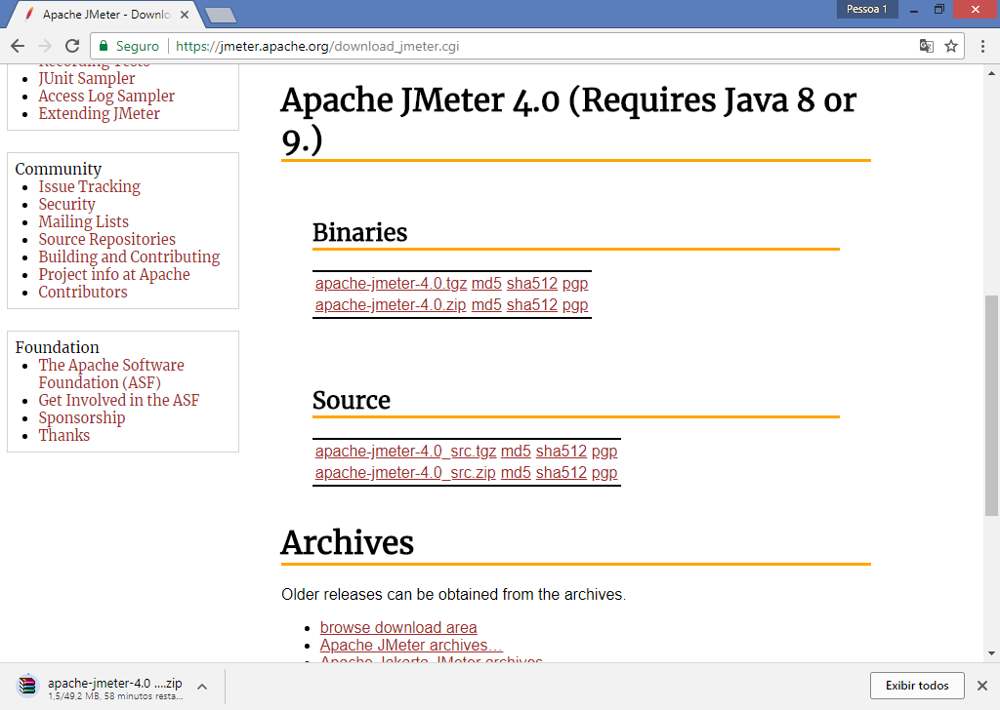 Apache JMeter - Downlo
Pessoa 1
Seguro
https://jmeter.apache.org/download_jmeter.cgi
Recording Tests
JUnit Sampler
Access Log Sampler
Extending JMeter
Community
Issue Tracking
Security
Mailing Lists
Source Repositories
Building and Contributing
Project info at Apache
Contributors
Foundation
The Apache Software
Foundation (ASF)
Get Involved in the ASF
Sponsorship
Thanks
Apache JMeter 4.0 (Requires Java 8 or
9.)
Binaries
apache-jmeter-4.0.tgz md5 sha512 pgp
apache-jmeter-4.0.zip md5 sha512 pgp
Source
apache-jmeter-4.0_src.tgz md5 sha512 pgp
apache-jmeter-4.0_src.zip md5 sha512 pgp
Archives
Older releases can be obtained from the archives.
browse download area
Apache JMeter archives…
Apache Jakarta JMeter archives
apache-jmeter-4.0 ....zip
1,5/49,2 MB, 58 minutos resta...
Exibir todos